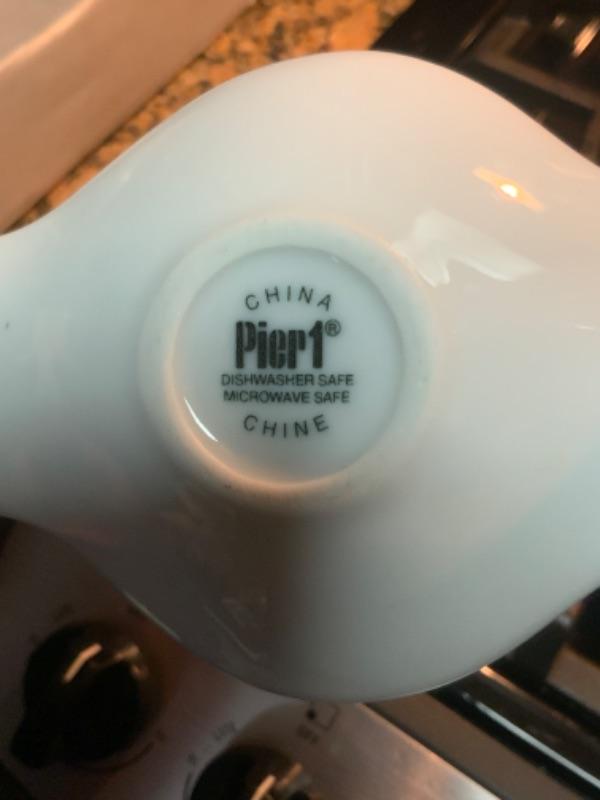 CHINA
Pier1®
DISHWASHER SAFE
MICROWAVE SAFE
CHINE